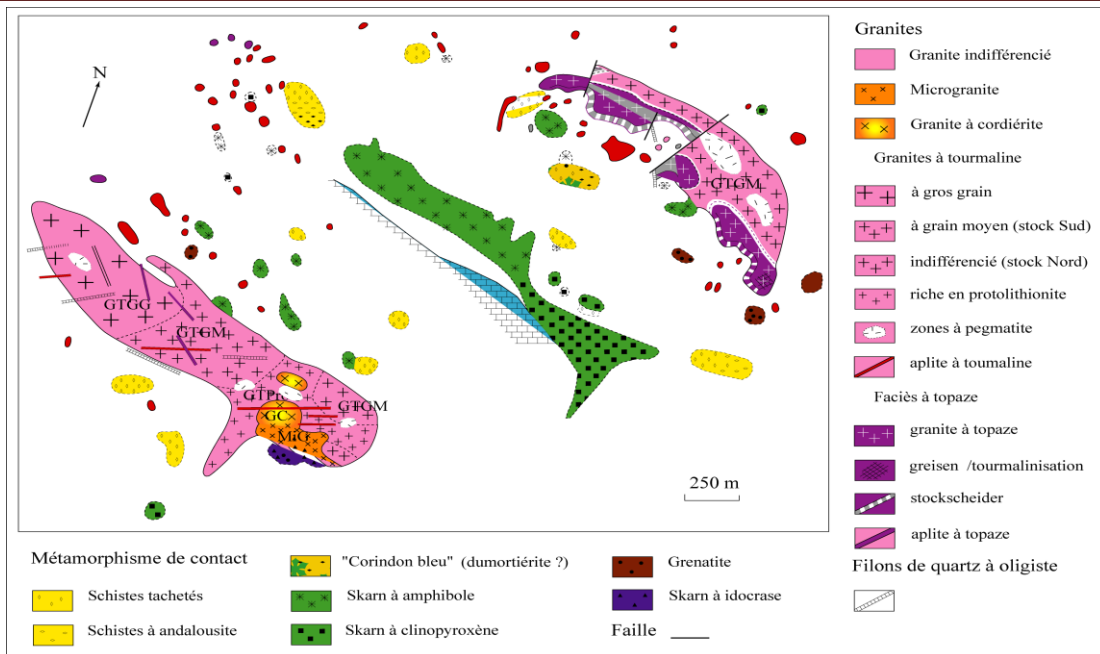 N
GTGG
GTGM
GTGM
GC
MiG
GTGM
250 m
Granites
Granite indifférencié
Microgranite
Granite à cordiérite
Granites à tourmaline
à gros grain
à grain moyen (stock Sud)
indifférencié (stock Nord)
riche en protolithionite
zones à pegmatite
aplite à toumaline
Faciès à topaze
granite à topaze
greisen /tourmalinisation
stockscheider
aplite à topaze
Filons de quartz à oligiste
Métamorphisme de contact
Schistes tachetés
Schistes à andalousite
"Corindon bleu" (dumortiérite ?)
Skarn à amphibole
Skarn à clinopyroxène
Grenatite
Skarn à idocrase
Faille